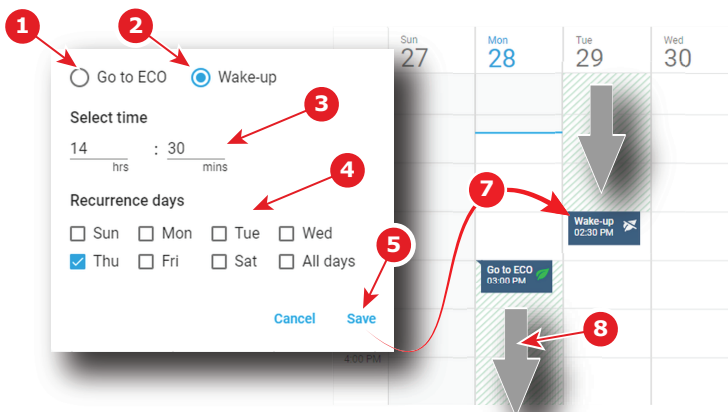 1
2
Go to ECO
Wake-up
Select time
3
14 : 30
hrs mins
4
Recurrence days
Sun Mon Tue Wed
Thu Fri Sat All days
5
Cancel Save
Sun Mon Tue Wed
27 28 29 30
7
Wake-up
02:30 PM
Go to ECO
03:00 PM
8
4:00 PM